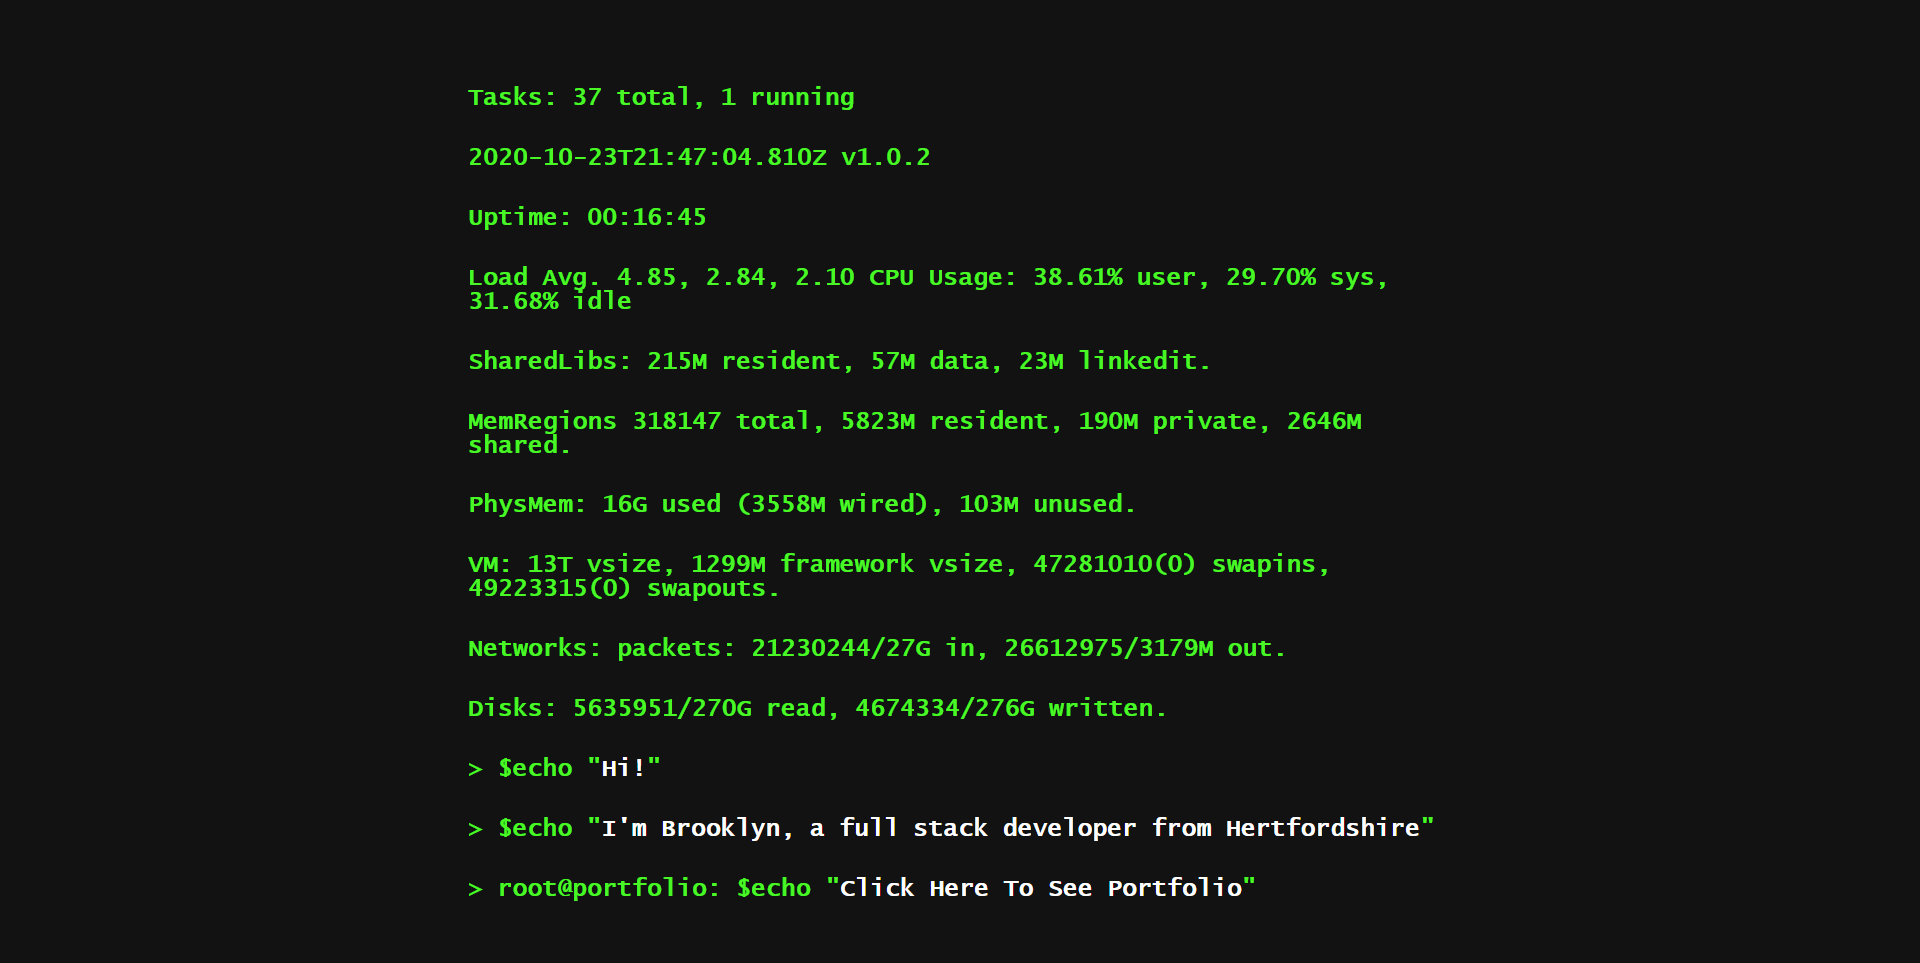 Tasks: 37 total, 1 running
2020-10-23T21:47:04.810Z v1.0.2
Uptime: 00:16:45
Load Avg. 4.85, 2.84, 2.10 CPU Usage: 38.61% user, 29.70% sys,
31.68% idle
SharedLibs: 215M resident, 57M data, 23M linkedit.
MemRegions 318147 total, 5823M resident, 190M private, 2646M
shared.
PhysMem: 16G used (3558M wired), 103M unused.
VM: 13T vsize, 1299M framework vsize, 47281010(0) swapins,
49223315(0) swapouts.
Networks: packets: 21230244/27G in, 26612975/3179M out.
Disks: 5635951/270G read, 4674334/276G written.
> $echo "Hi!"
> $echo "I'm Brooklyn, a full stack developer from Hertfordshire"
> root@portfolio: $echo "Click Here To See Portfolio"